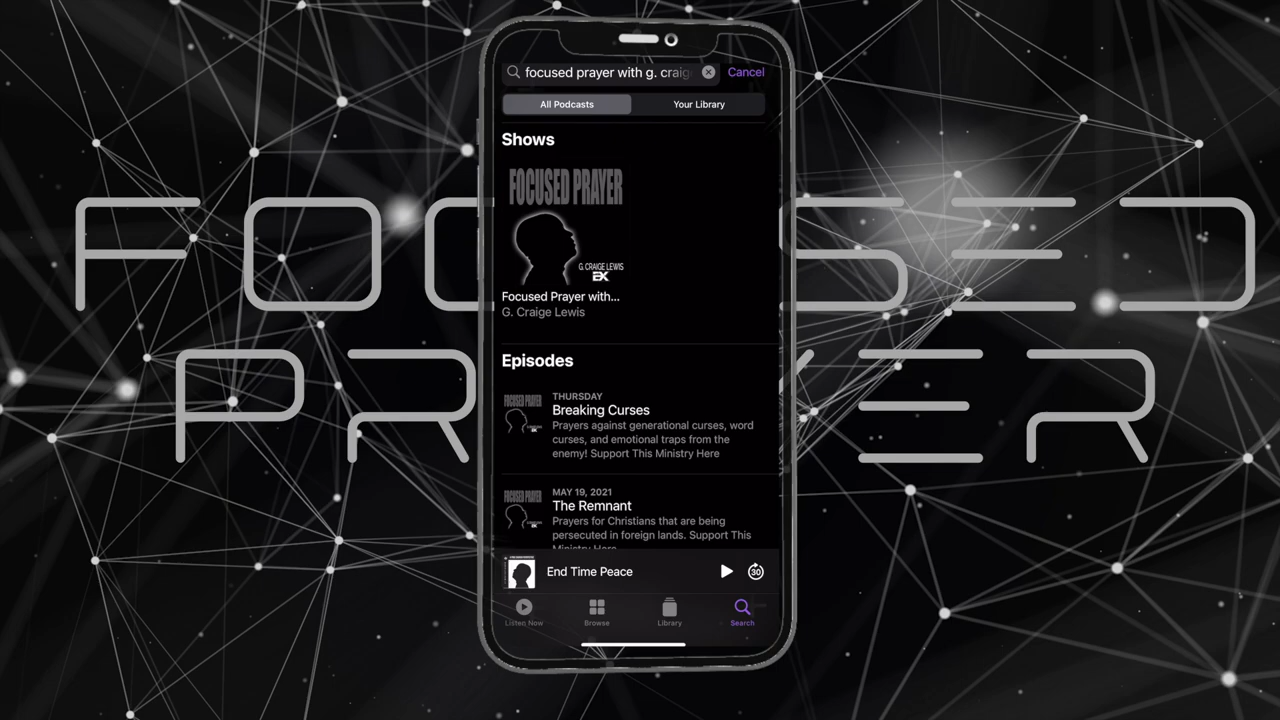 FOCUSED
PRAYER
focused prayer with g. craig
Cancel
All Podcasts
Your Library
Shows
FOCUSED PRAYER
G. CRAIGE LEWIS
EX
Focused Prayer with...
G. Craige Lewis
Episodes
FOCUSED PRAYER
THURSDAY
Breaking Curses
Prayers against generational curses, word
curses, and emotional traps from the
enemy! Support This Ministry Here
FOCUSED PRAYER
MAY 19, 2021
The Remnant
Prayers for Christians that are being
persecuted in foreign lands. Support This
Ministry Here
End Time Peace
30
Listen Now
Browse
Library
Search